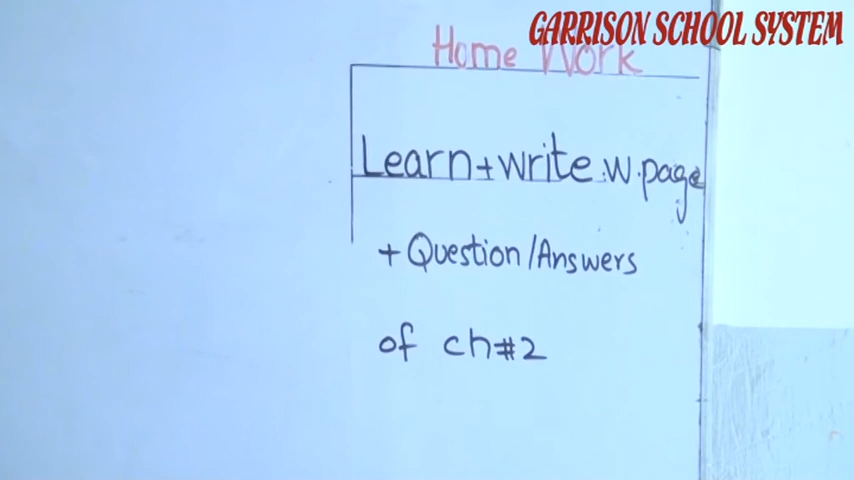 GARRISON SCHOOL SYSTEM
Home Work
Learn+write w.page
+ Question/Answers
of ch#2